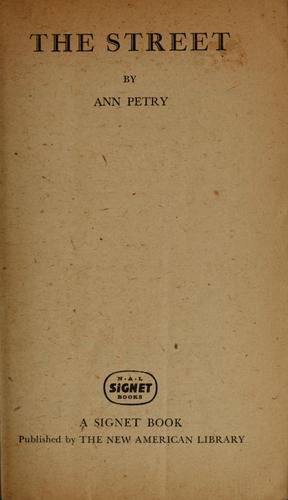 THE STREET
BY
ANN PETRY
N·A·L
SIGNET
BOOKS
A SIGNET BOOK
Published by THE NEW AMERICAN LIBRARY